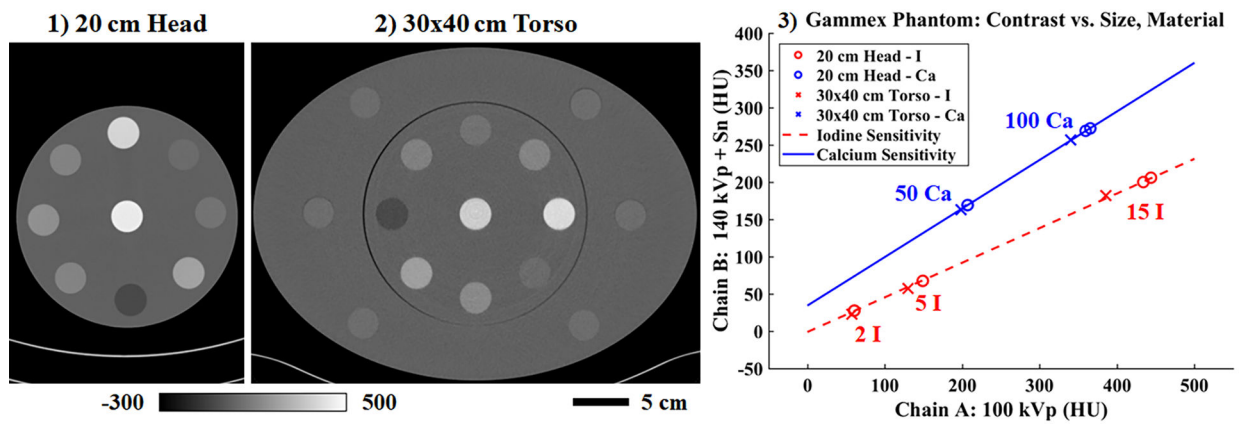 1) 20 cm Head
2) 30x40 cm Torso
-300
500
5 cm
3) Gammex Phantom: Contrast vs. Size, Material
Chain B: 140 kVp + Sn (HU)
400
350
300
250
200
150
100
50
0
-50
20 cm Head - I
20 cm Head - Ca
30x40 cm Torso - I
30x40 cm Torso - Ca
Iodine Sensitivity
Calcium Sensitivity
100 Ca
50 Ca
15 I
5 I
2 I
0 100 200 300 400 500
Chain A: 100 kVp (HU)